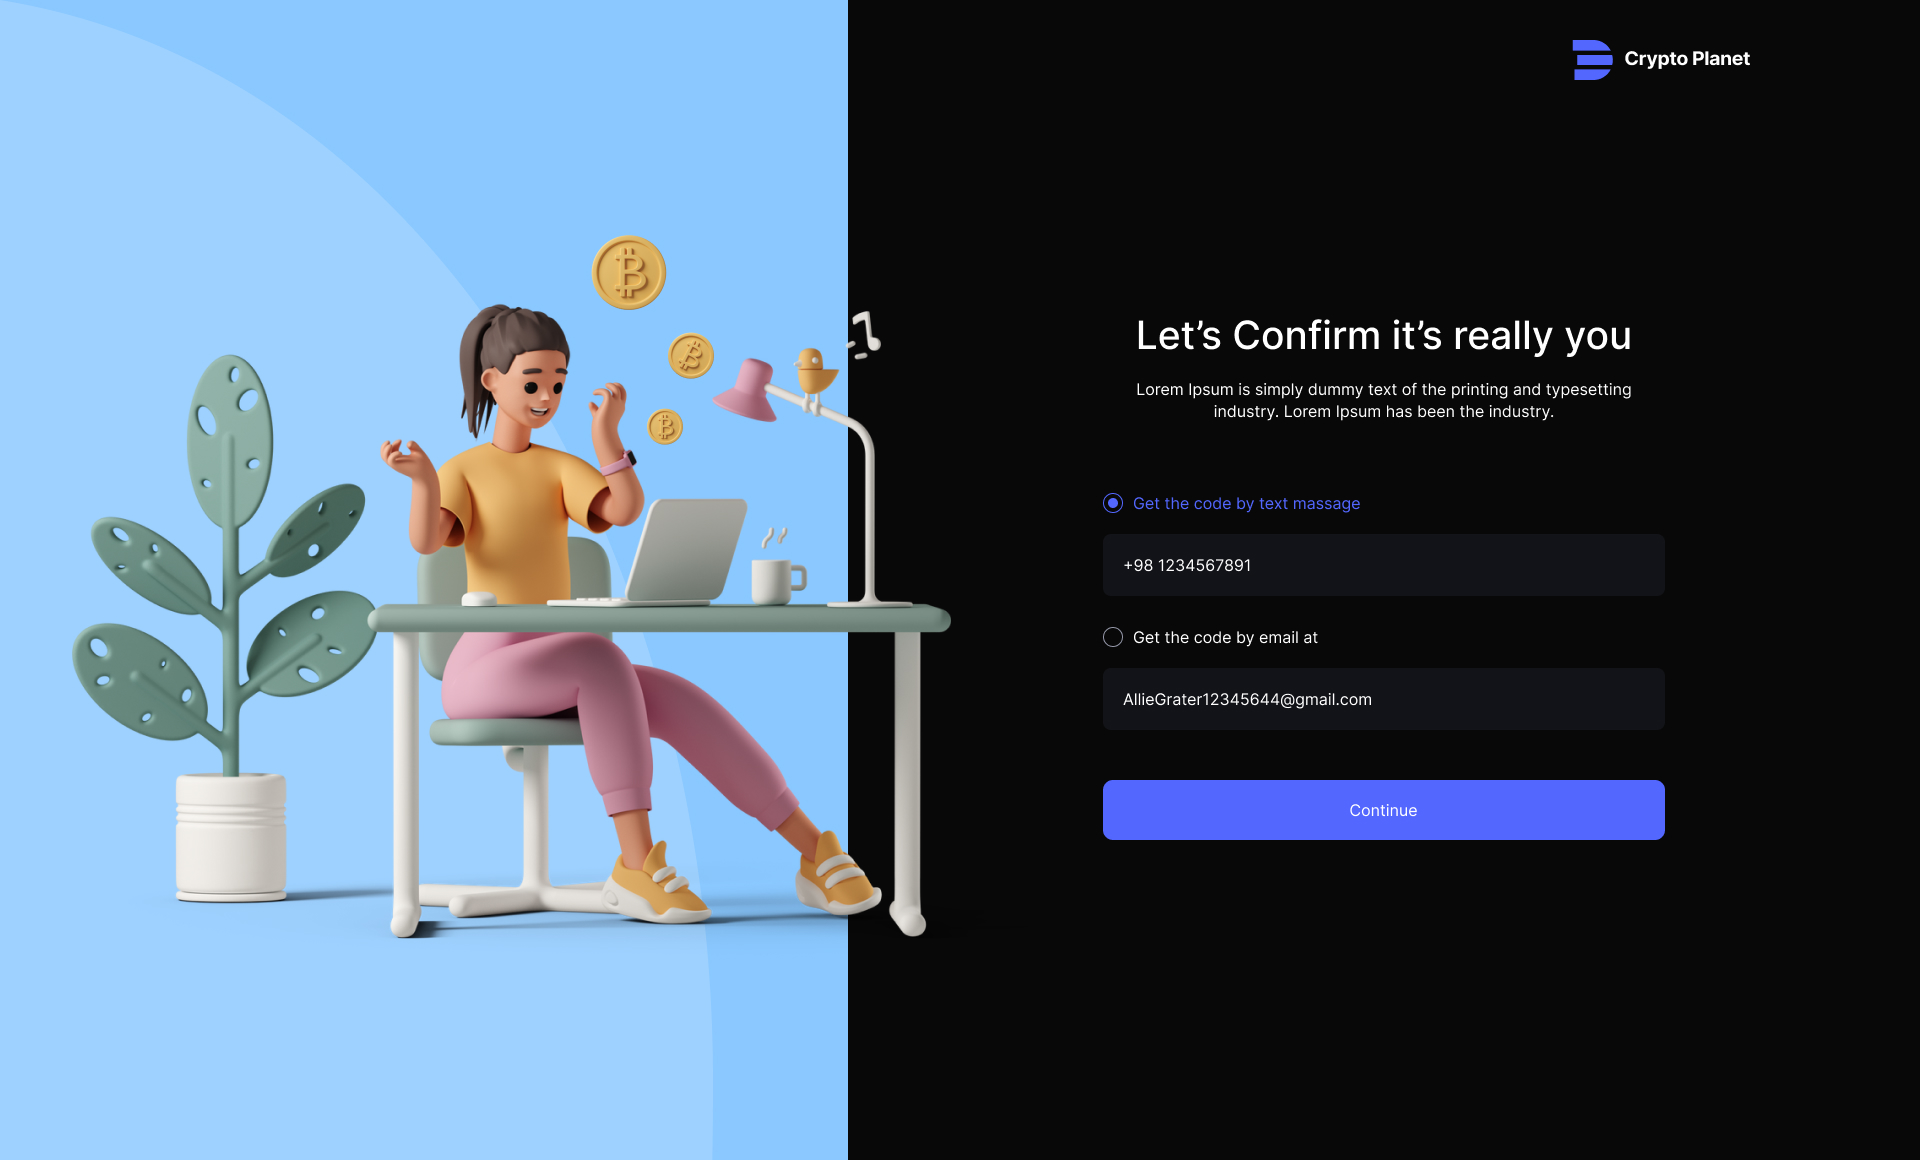 Crypto Planet
Let’s Confirm it’s really you
Lorem Ipsum is simply dummy text of the printing and typesetting
industry. Lorem Ipsum has been the industry.
Get the code by text massage
+98 1234567891
Get the code by email at
AllieGrater12345644@gmail.com
Continue